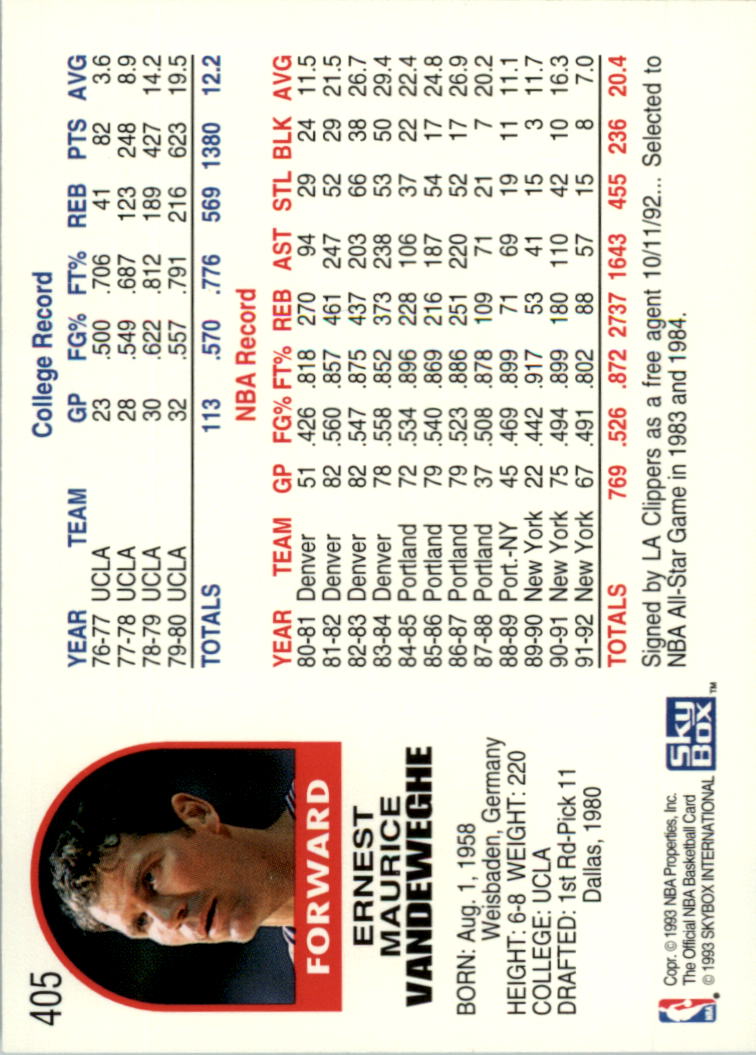 405
FORWARD
ERNEST
MAURICE
VANDEWEGHE
BORN: Aug. 1, 1958
Weisbaden, Germany
HEIGHT: 6-8 WEIGHT: 220
COLLEGE: UCLA
DRAFTED: 1st Rd-Pick 11
Dallas, 1980
College Record
YEAR TEAM GP FG% FT% REB PTS AVG
76-77 UCLA 23 .500 .706 41 82 3.6
77-78 UCLA 28 .549 .687 123 248 8.9
78-79 UCLA 30 .622 .812 189 427 14.2
79-80 UCLA 32 .557 .791 216 623 19.5
TOTALS 113 .570 .776 569 1380 12.2
NBA Record
YEAR TEAM GP FG% FT% REB AST STL BLK AVG
80-81 Denver 51 .426 .818 270 94 29 24 11.5
81-82 Denver 82 .560 .857 461 247 52 29 21.5
82-83 Denver 82 .547 .875 437 203 66 38 26.7
83-84 Denver 78 .558 .852 373 238 53 50 29.4
84-85 Portland 72 .534 .896 228 106 37 22 22.4
85-86 Portland 79 .540 .869 216 187 54 17 24.8
86-87 Portland 79 .523 .886 251 220 52 17 26.9
87-88 Portland 37 .508 .878 109 71 21 7 20.2
88-89 Port.-NY 45 .469 .899 71 69 19 11 11.1
89-90 New York 22 .442 .917 53 41 15 3 11.7
90-91 New York 75 .494 .899 180 110 42 10 16.3
91-92 New York 67 .491 .802 88 57 15 8 7.0
TOTALS 769 .526 .872 2737 1643 455 236 20.4
Signed by LA Clippers as a free agent 10/11/92... Selected to
NBA All-Star Game in 1983 and 1984.
NBA
Copr. © 1993 NBA Properties, Inc.
The Official NBA Basketball Card
© 1993 SKYBOX INTERNATIONAL
Sky
Box
™